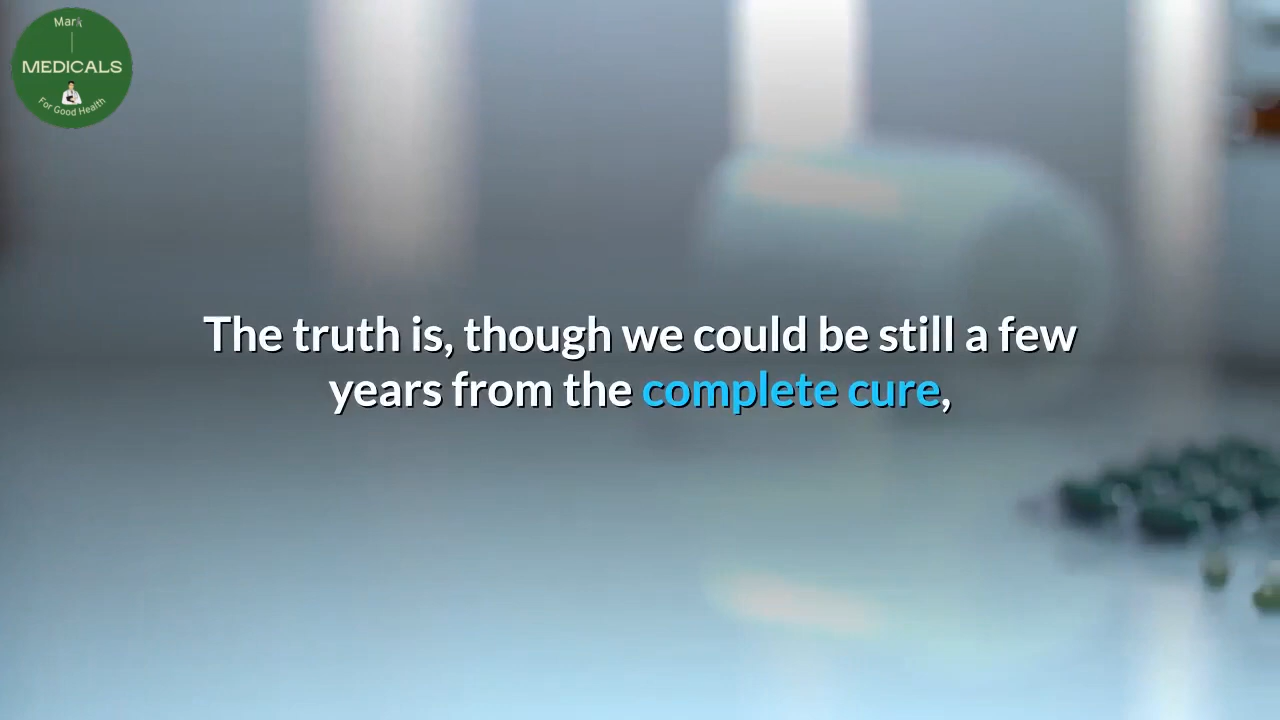 Mark
MEDICALS
For Good Health
The truth is, though we could be still a few
years from the complete cure,